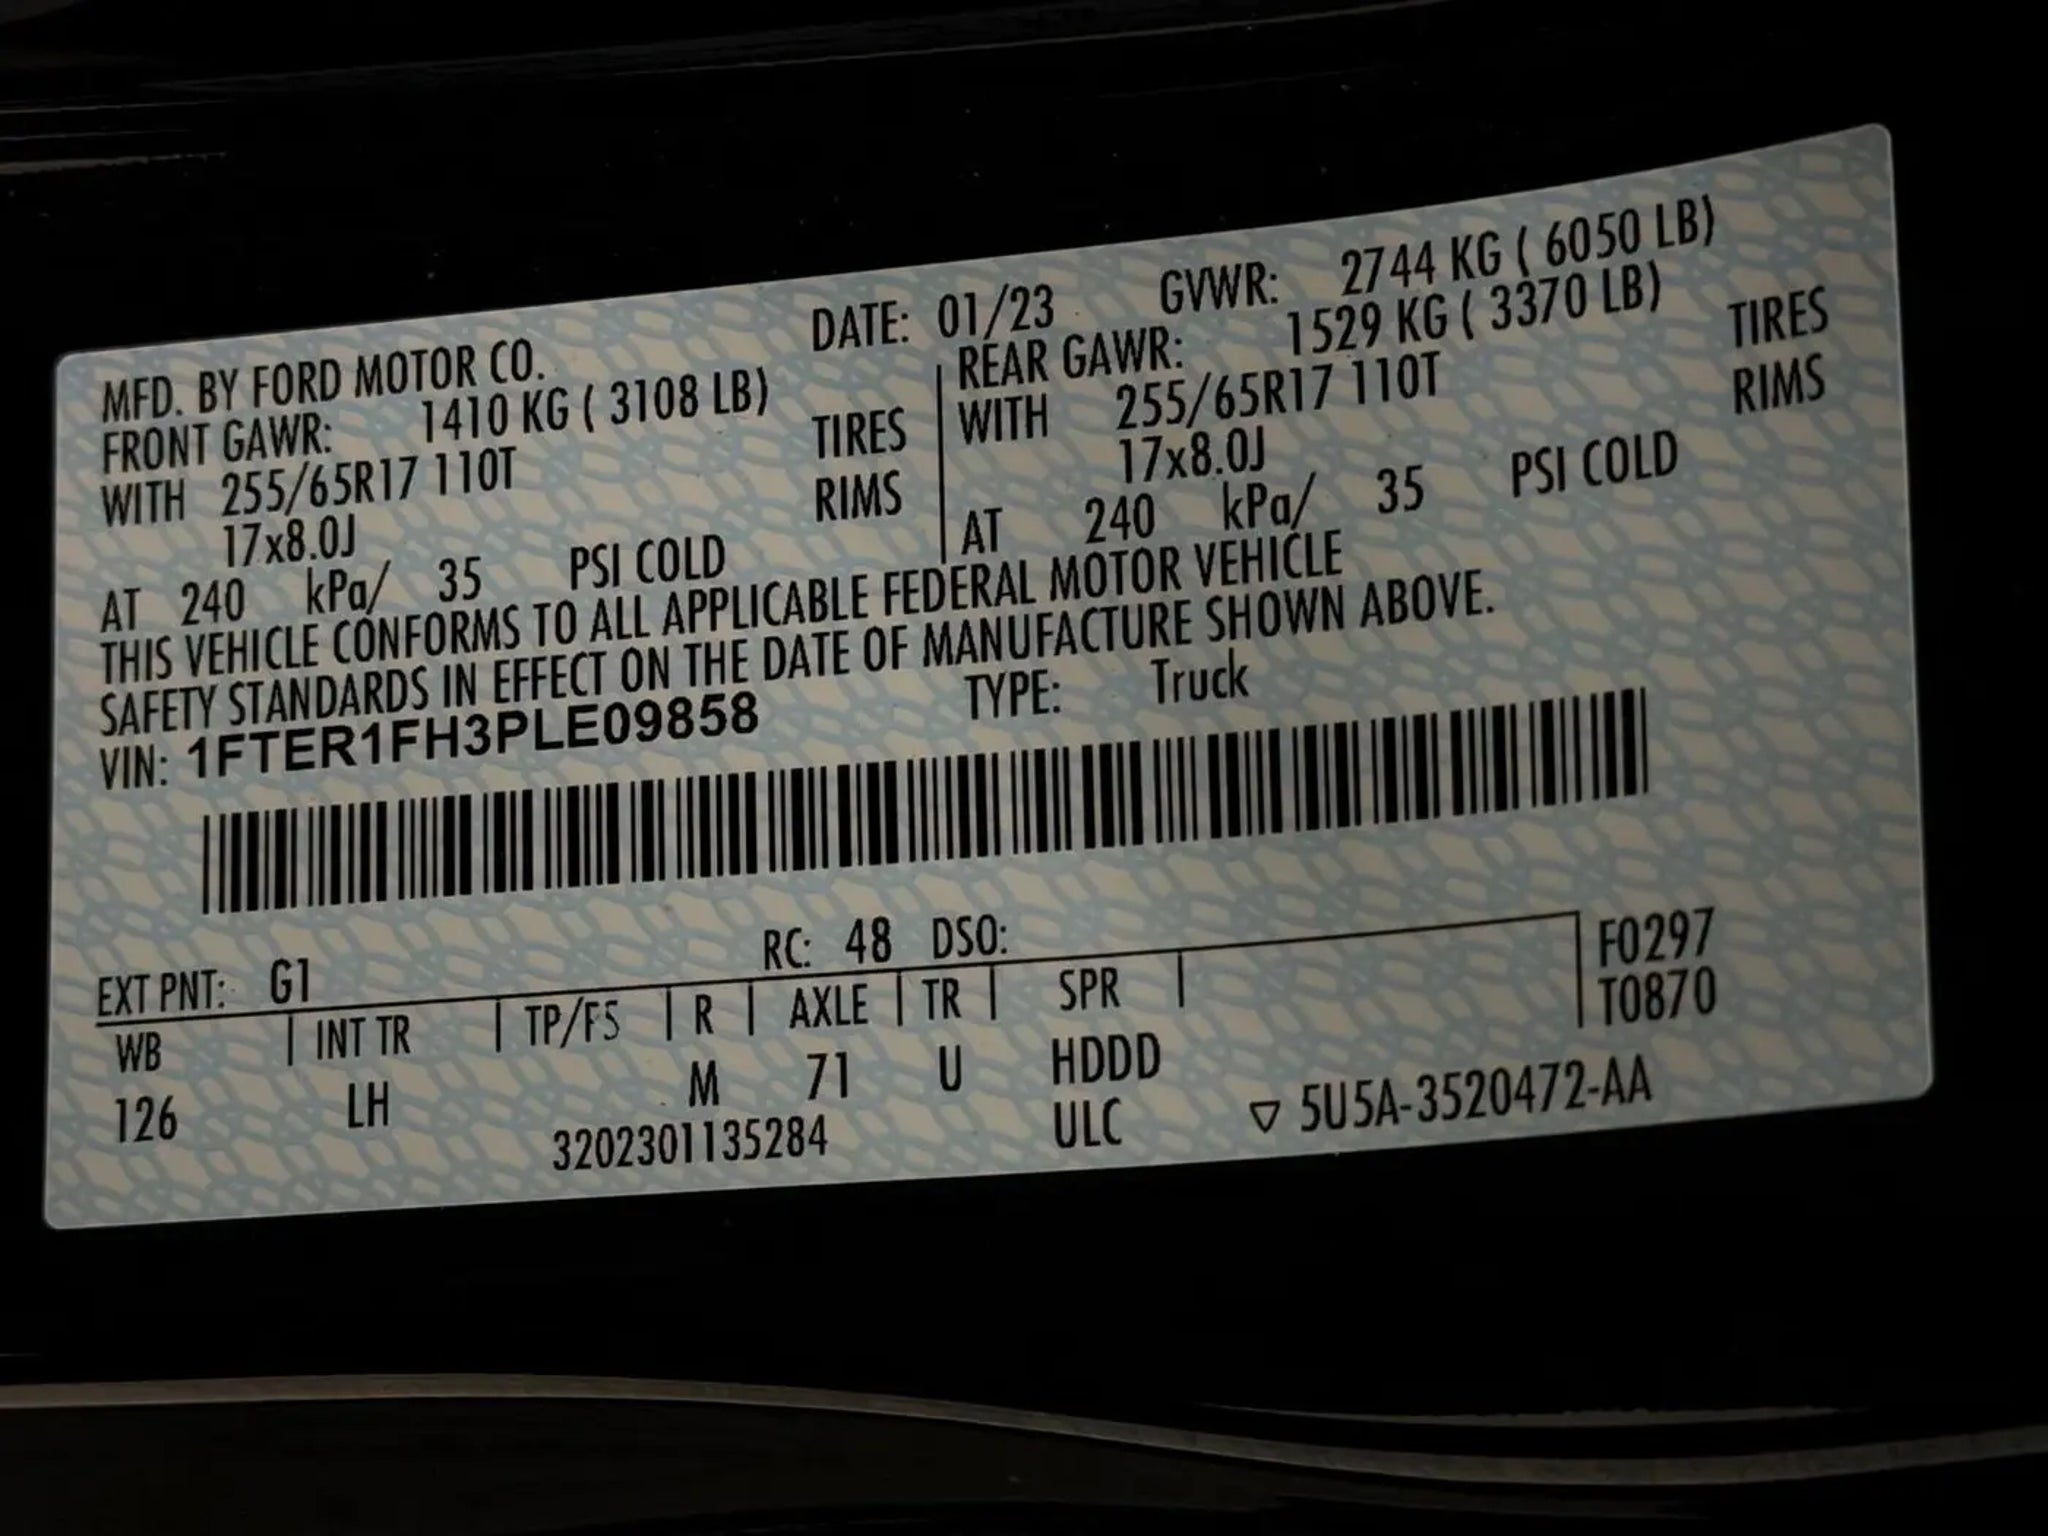 MFD. BY FORD MOTOR CO. DATE: 01/23 GVWR: 2744 KG ( 6050 LB)
FRONT GAWR: 1410 KG ( 3108 LB) REAR GAWR: 1529 KG ( 3370 LB)
WITH 255/65R17 110T TIRES WITH 255/65R17 110T TIRES
17x8.0J RIMS 17x8.0J RIMS
AT 240 kPa/ 35 PSI COLD AT 240 kPa/ 35 PSI COLD
THIS VEHICLE CONFORMS TO ALL APPLICABLE FEDERAL MOTOR VEHICLE
SAFETY STANDARDS IN EFFECT ON THE DATE OF MANUFACTURE SHOWN ABOVE.
VIN: 1FTER1FH3PLE09858 TYPE: Truck
EXT PNT: G1 RC: 48 DSO: F0297
WB | INT TR | TP/FS | R | AXLE | TR | SPR | T0870
126 LH M 71 U HDDD
3202301135284 ULC ▽ 5U5A-3520472-AA